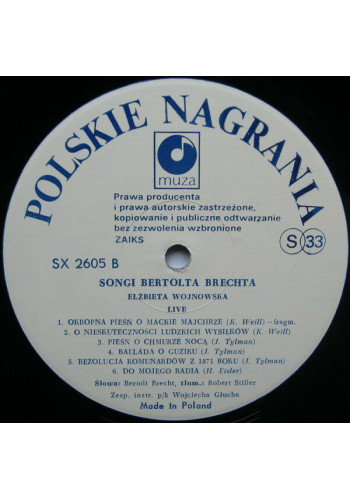 POLSKIE NAGRANIA
muza
Prawa producenta
i prawa autorskie zastrzeżone,
kopiowanie i publiczne odtwarzanie
bez zezwolenia wzbronione
ZAIKS
S 33
SX 2605 B
SONGI BERTOLTA BRECHTA
ELŻBIETA WOJNOWSKA
LIVE
1. OKROPNA PIEŚŃ O MACKIE MAJCHRZE (K. Weill) — fragm.
2. O NIESKUTECZNOŚCI LUDZKICH WYSIŁKÓW (K. Weill)
3. PIEŚŃ O CHMURZE NOCĄ (J. Tylman)
4. BALLADA O GUZIKU (J. Tylman)
5. REZOLUCJA KOMUNARDÓW Z 1871 ROKU (J. Tylman)
6. DO MOJEGO RADIA (H. Eisler)
Słowa: Bertolt Brecht, tłum.: Robert Stiller
Zesp. instr. p/k Wojciecha Głucha
Made in Poland